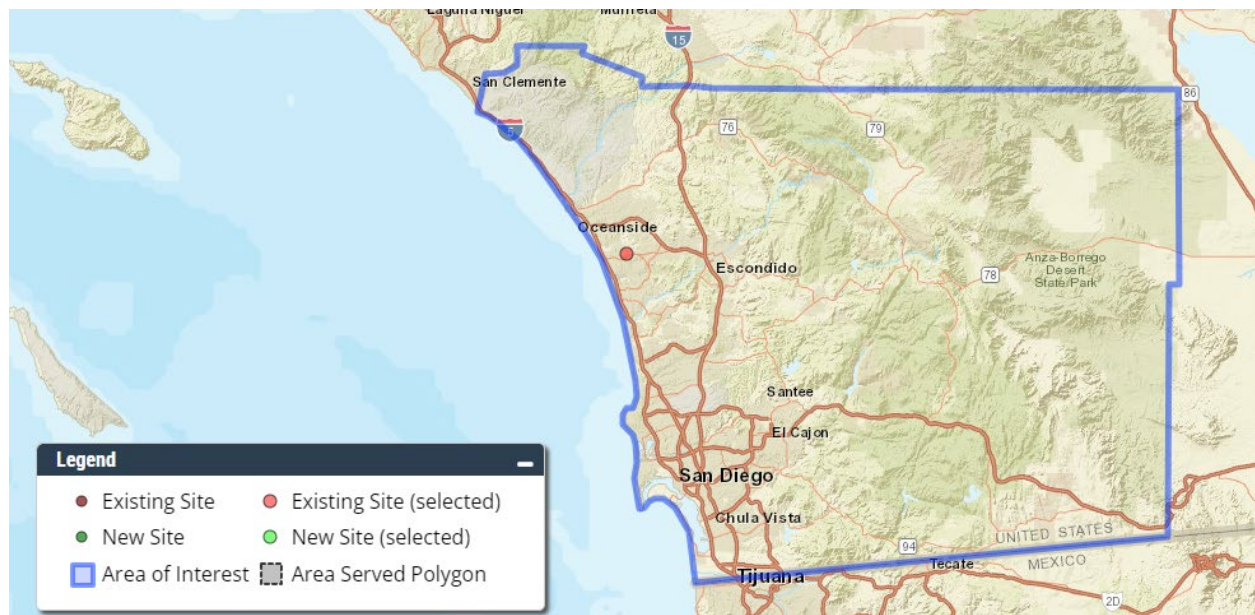 Laguna Niguel
Murrieta
15
San Clemente
86
5
76
79
Oceanside
Escondido
Anza-Borrego
Desert
State Park
78
Santee
El Cajon
San Diego
Chula Vista
94
UNITED STATES
MEXICO
Tecate
Tijuana
2D
Legend
Existing Site
Existing Site (selected)
New Site
New Site (selected)
Area of Interest
Area Served Polygon